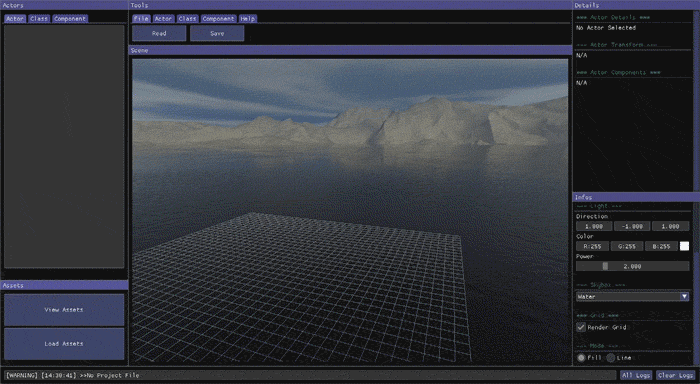 Actors
Actor Class Component
Assets
View Assets
Load Assets
Tools
File Actor Class Component Help
Read Save
Scene
Details
=== Actor Details ===
No Actor Selected
--- Actor Transform ---
N/A
=== Actor Components ===
N/A
Infos
--- Light ---
Direction
1.000 -1.000 1.000
Color
R:255 G:255 B:255
Power
2.000
--- Skybox ---
Water
=== Grid ===
Render Grid
--- Mode ---
Fill Line
[WARNING] [14:30:41] >>No Project File
All Logs Clear Logs